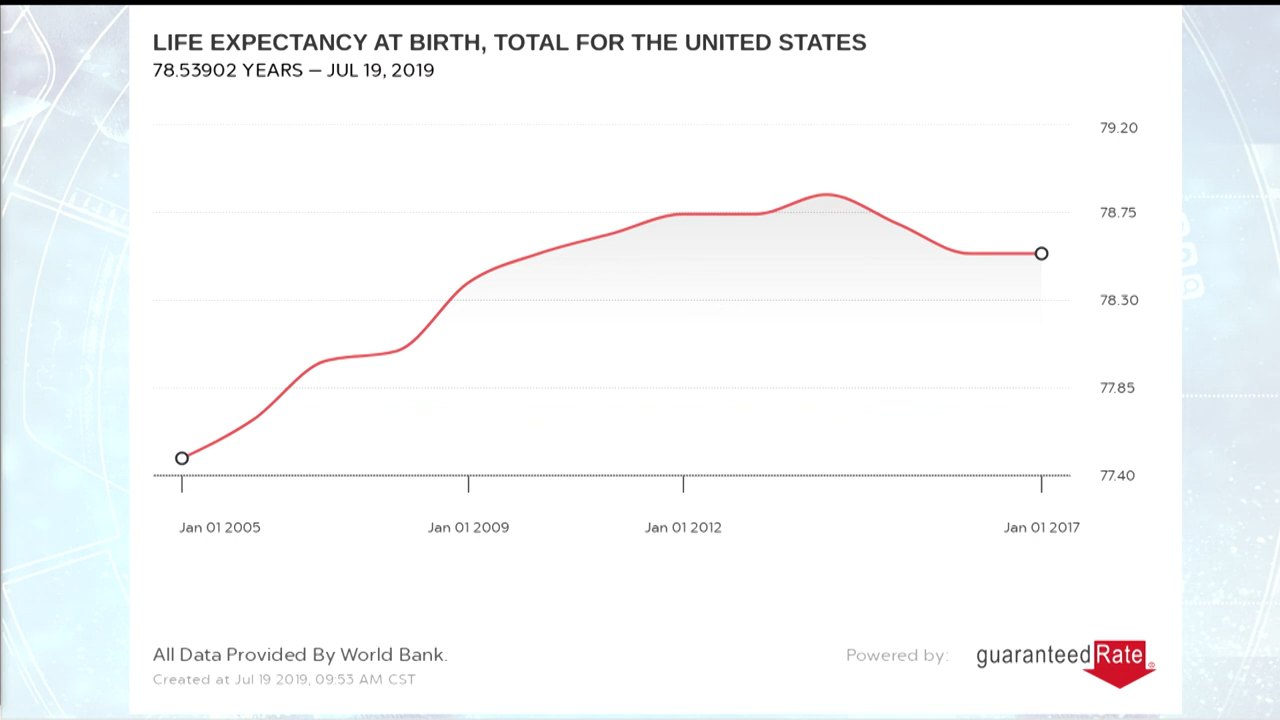 LIFE EXPECTANCY AT BIRTH, TOTAL FOR THE UNITED STATES
78.53902 YEARS — JUL 19, 2019
79.20
78.75
78.30
77.85
77.40
Jan 01 2005
Jan 01 2009
Jan 01 2012
Jan 01 2017
All Data Provided By World Bank.
Powered by: guaranteedRate®
Created at Jul 19 2019, 09:53 AM CST